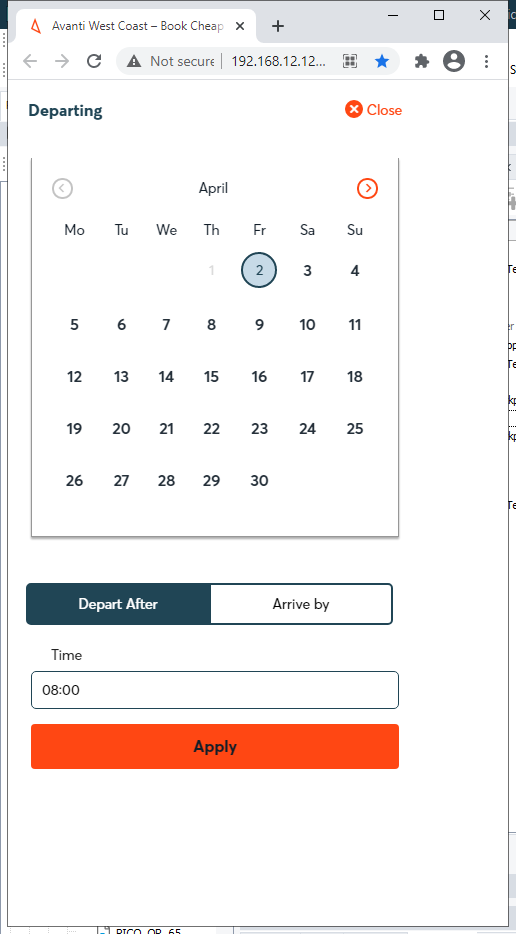 Avanti West Coast – Book Cheap
Not secure
192.168.12.12...
Departing
Close
April
Mo Tu We Th Fr Sa Su
1 2 3 4
5 6 7 8 9 10 11
12 13 14 15 16 17 18
19 20 21 22 23 24 25
26 27 28 29 30
Depart After Arrive by
Time
08:00
Apply